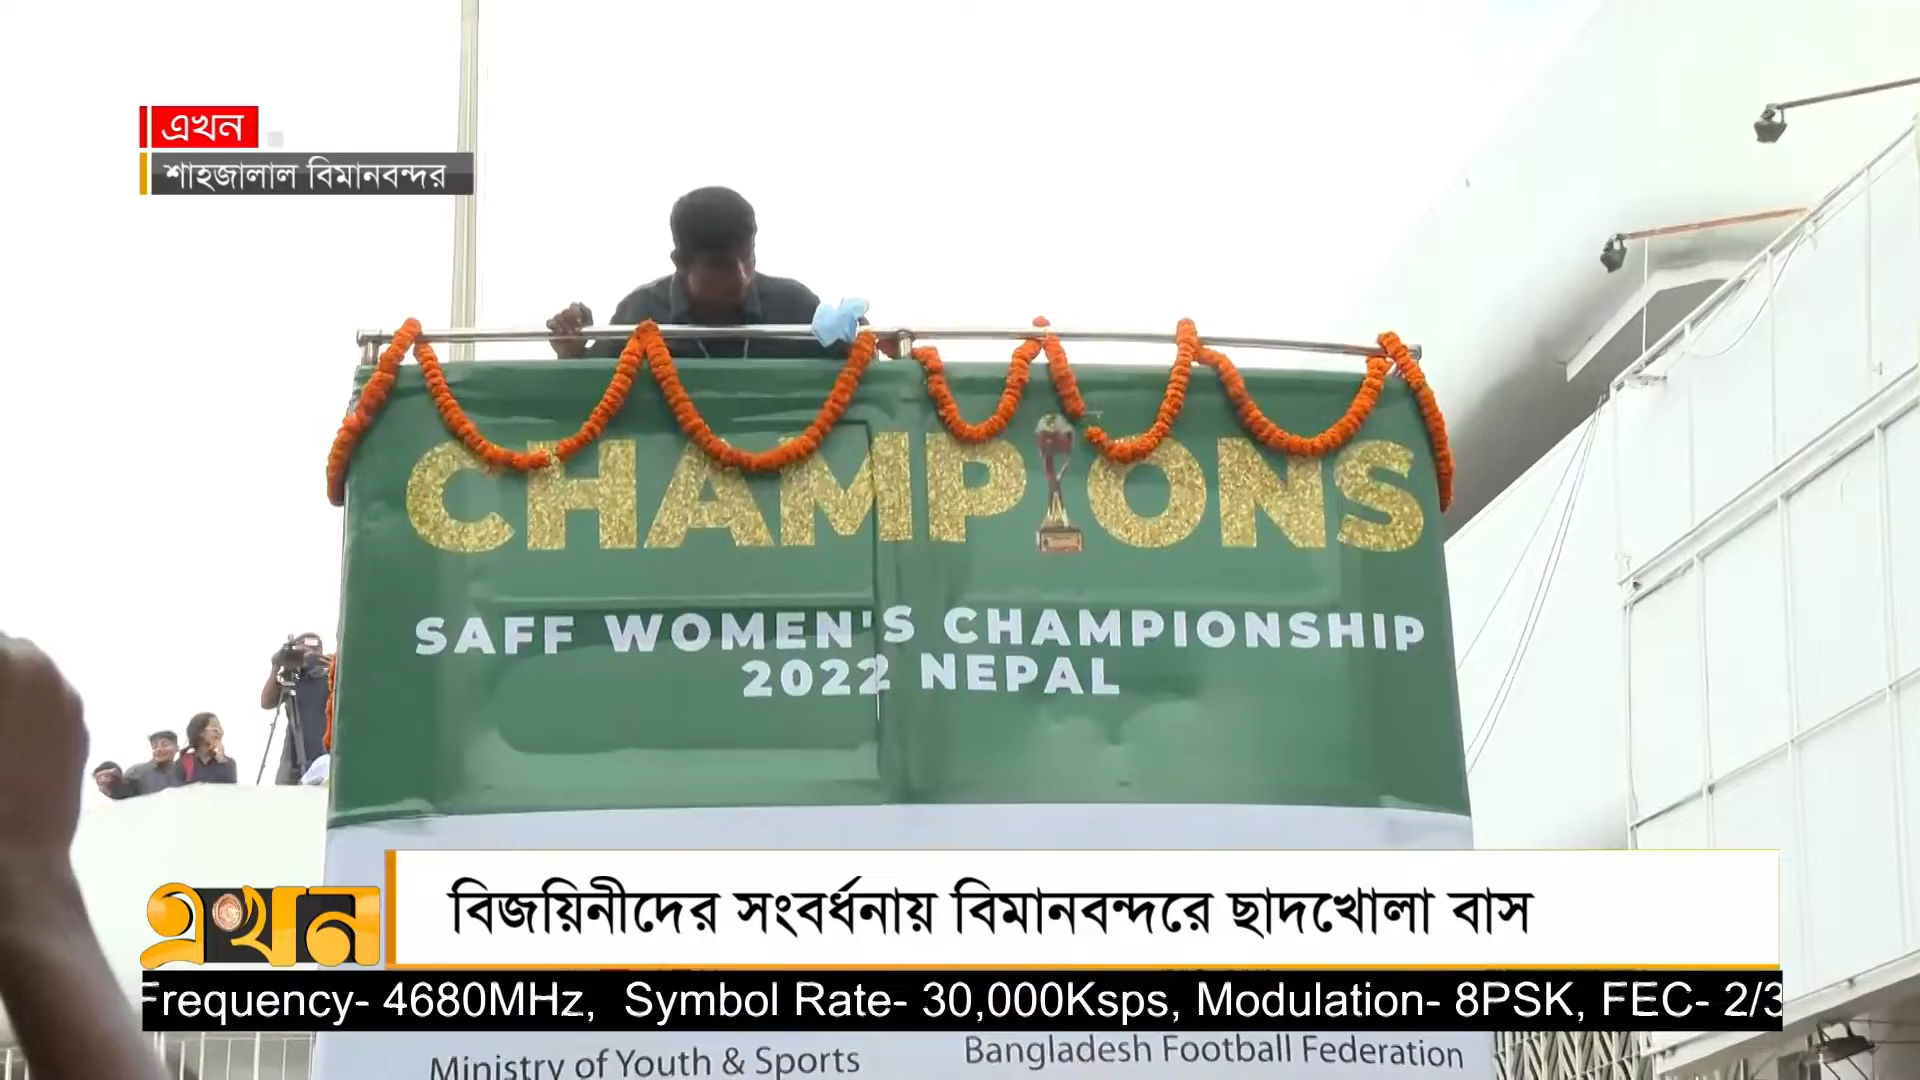 এখন
শাহজালাল বিমানবন্দর
CHAMPIONS
SAFF WOMEN'S CHAMPIONSHIP
2022 NEPAL
এখন
বিজয়িনীদের সংবর্ধনায় বিমানবন্দরে ছাদখোলা বাস
Frequency- 4680MHz, Symbol Rate- 30,000Ksps, Modulation- 8PSK, FEC- 2/3
Ministry of Youth & Sports
Bangladesh Football Federation